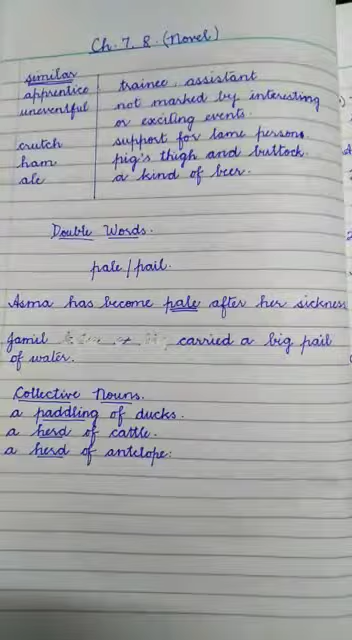 Ch. 7, 8. (Novel)
similar
apprentice trainee, assistant
uneventful not marked by interesting
or exciting events.
crutch support for lame persons.
ham pig's thigh and buttock.
ale a kind of beer.
Double Words.
pale/pail.
Asma has become pale after her sickness
Jamil carried a big pail
of water.
Collective Nouns.
a paddling of ducks.
a herd of cattle.
a herd of antelope.